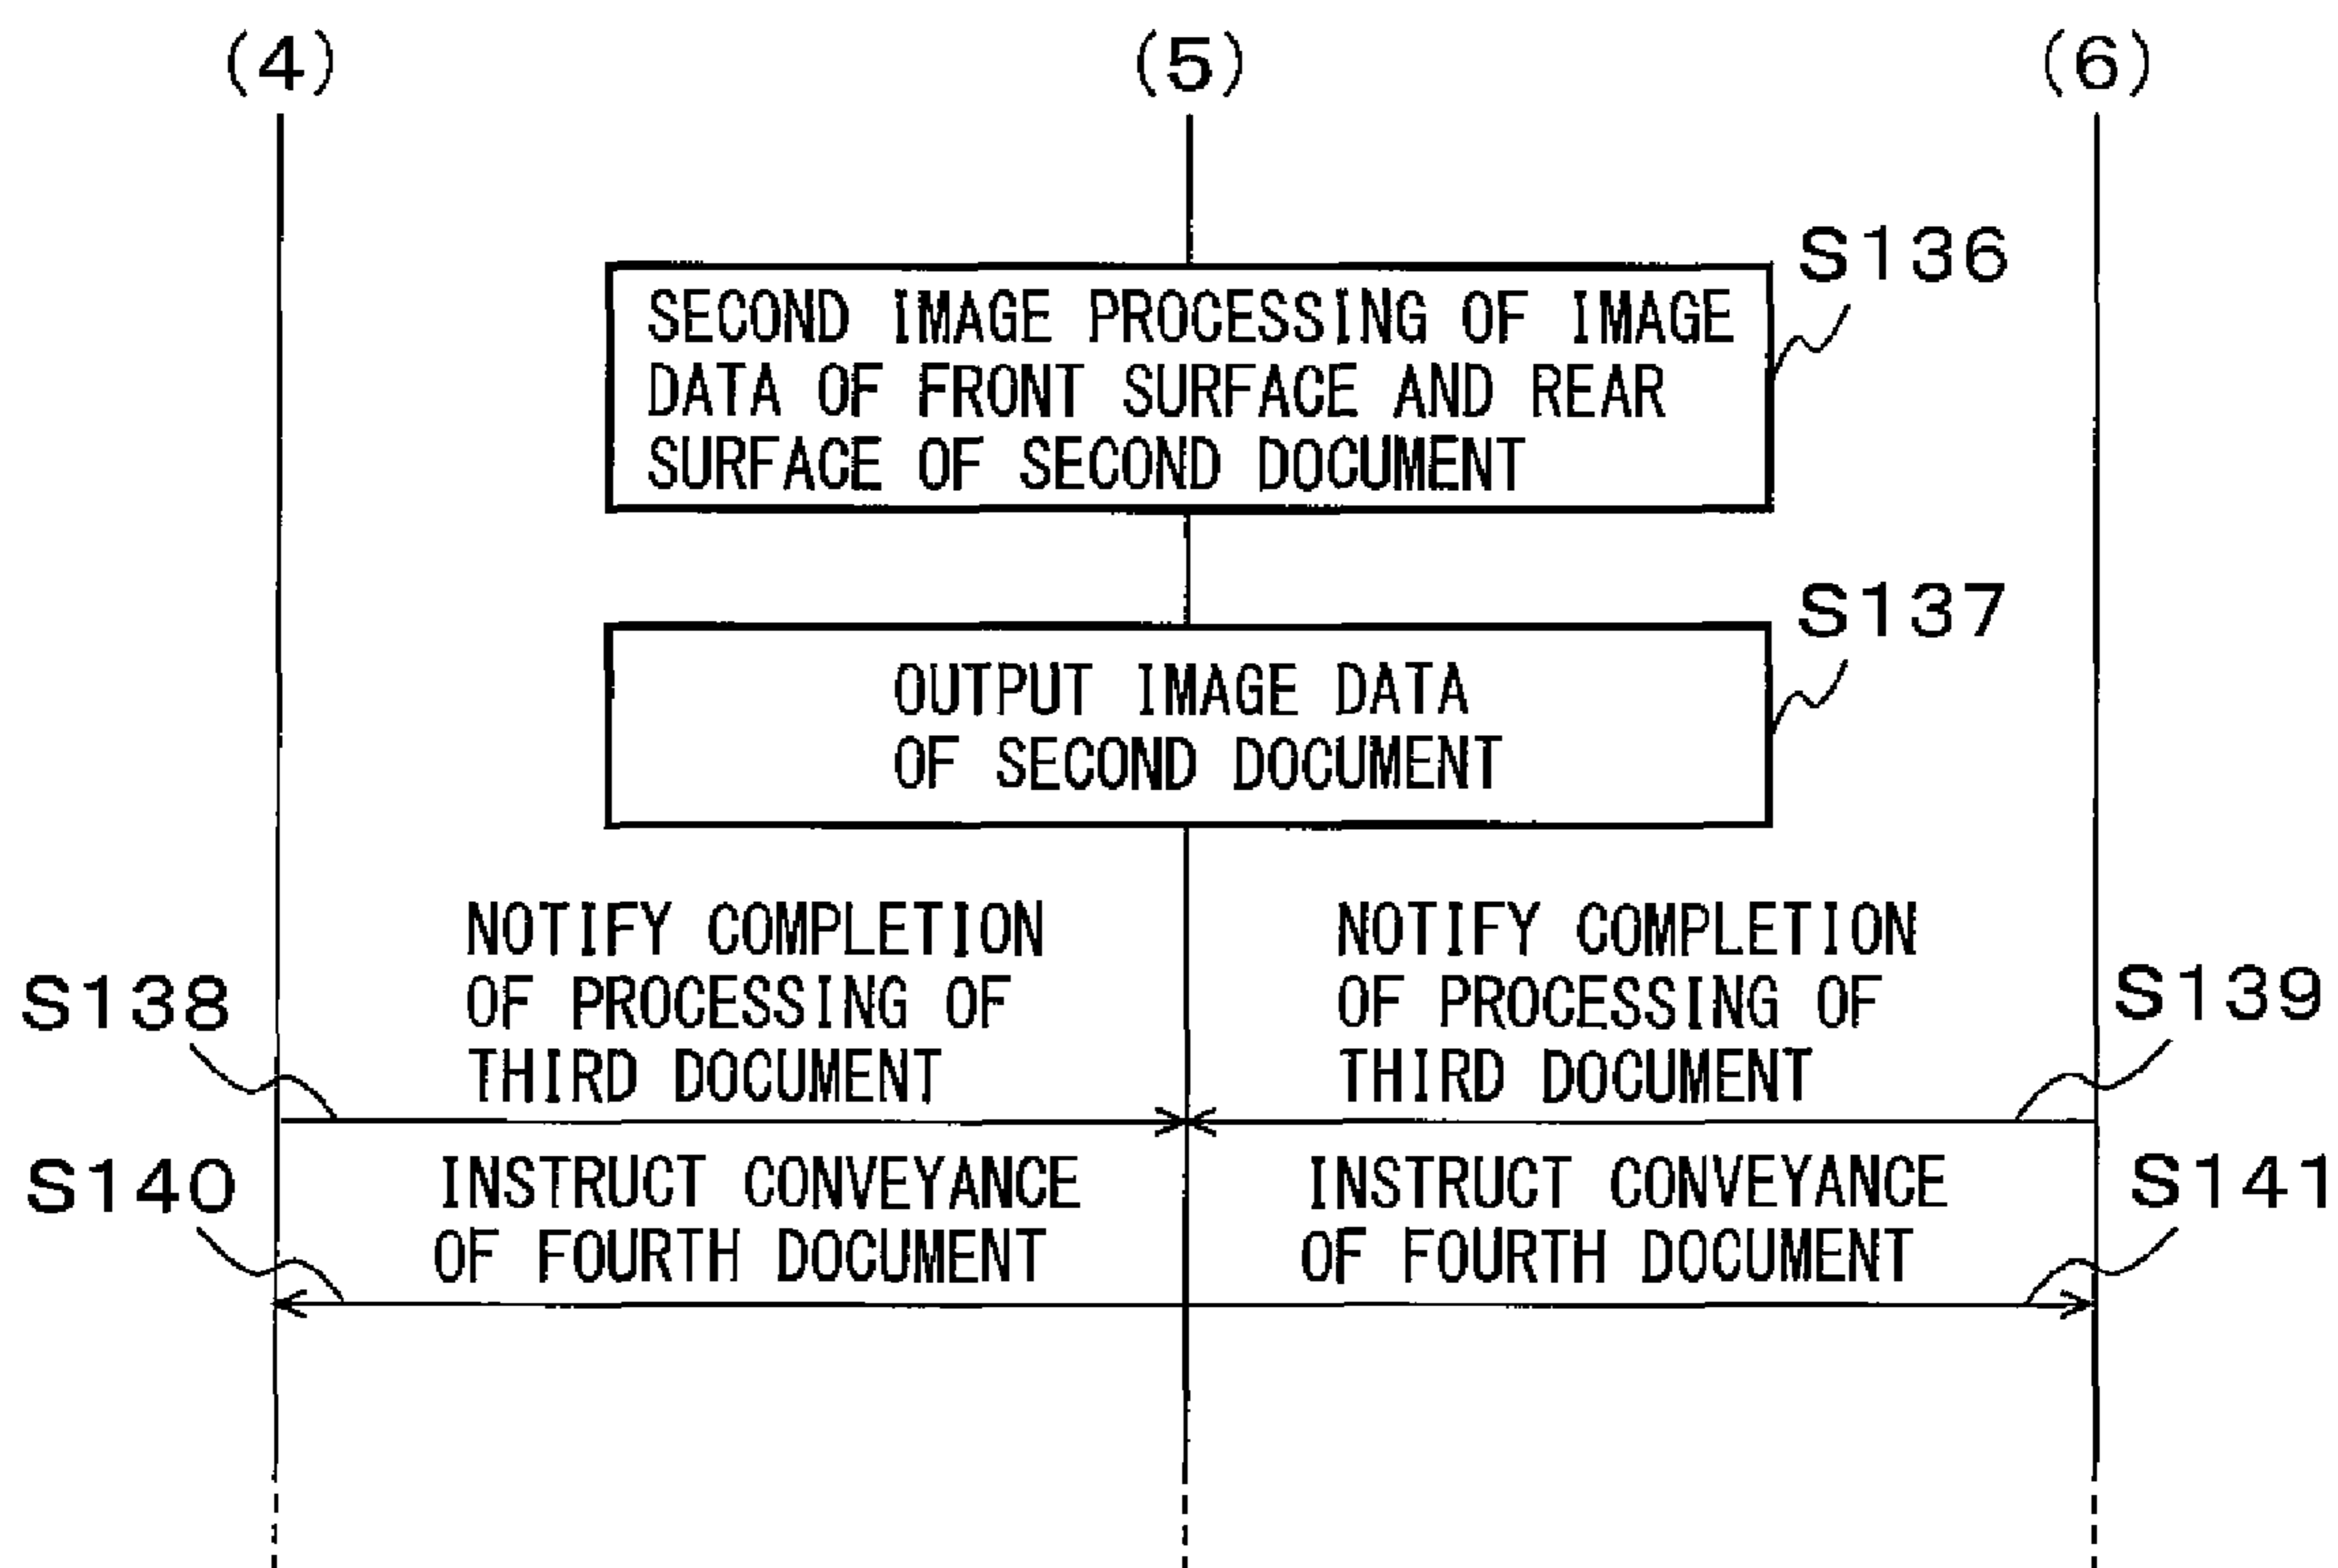 (4) (5) (6)
S136
SECOND IMAGE PROCESSING OF IMAGE
DATA OF FRONT SURFACE AND REAR
SURFACE OF SECOND DOCUMENT
S137
OUTPUT IMAGE DATA
OF SECOND DOCUMENT
S138
NOTIFY COMPLETION
OF PROCESSING OF
THIRD DOCUMENT
NOTIFY COMPLETION
OF PROCESSING OF
THIRD DOCUMENT
S139
S140
INSTRUCT CONVEYANCE
OF FOURTH DOCUMENT
INSTRUCT CONVEYANCE
OF FOURTH DOCUMENT
S141